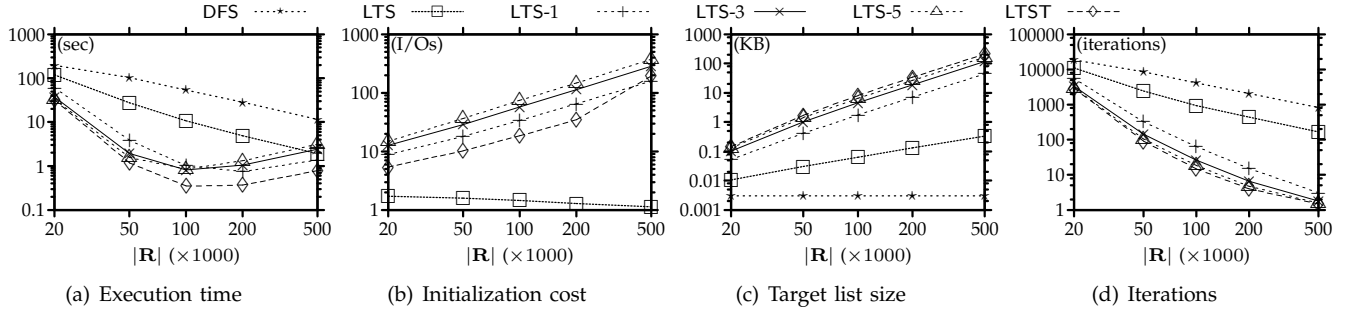 DFS LTS LTS-1 LTS-3 LTS-5 LTST
(sec)
1000
100
10
1
0.1
20 50 100 200 500
|R| (×1000)
(a) Execution time
(I/Os)
1000
100
10
1
20 50 100 200 500
|R| (×1000)
(b) Initialization cost
(KB)
1000
100
10
1
0.1
0.01
0.001
20 50 100 200 500
|R| (×1000)
(c) Target list size
(iterations)
100000
10000
1000
100
10
1
20 50 100 200 500
|R| (×1000)
(d) Iterations